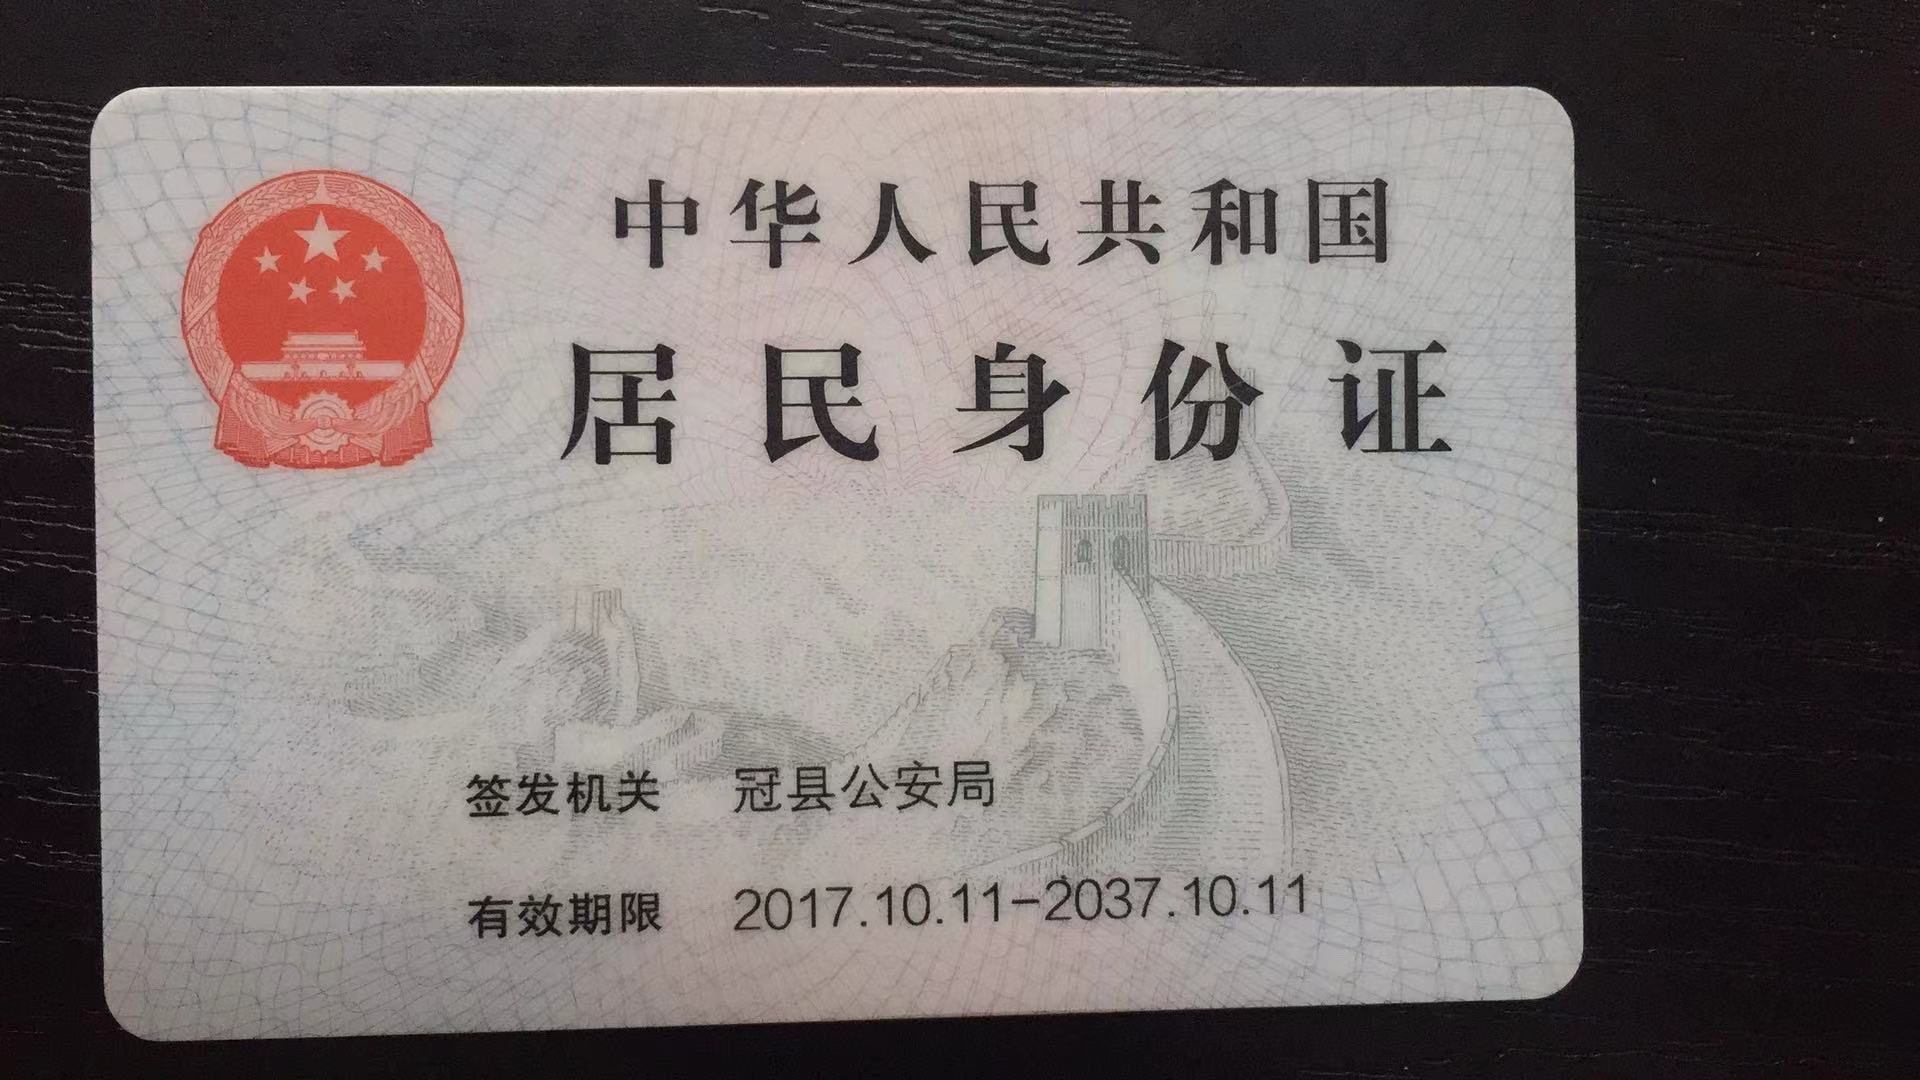 中华人民共和国
居民身份证
签发机关 冠县公安局
有效期限 2017.10.11-2037.10.11